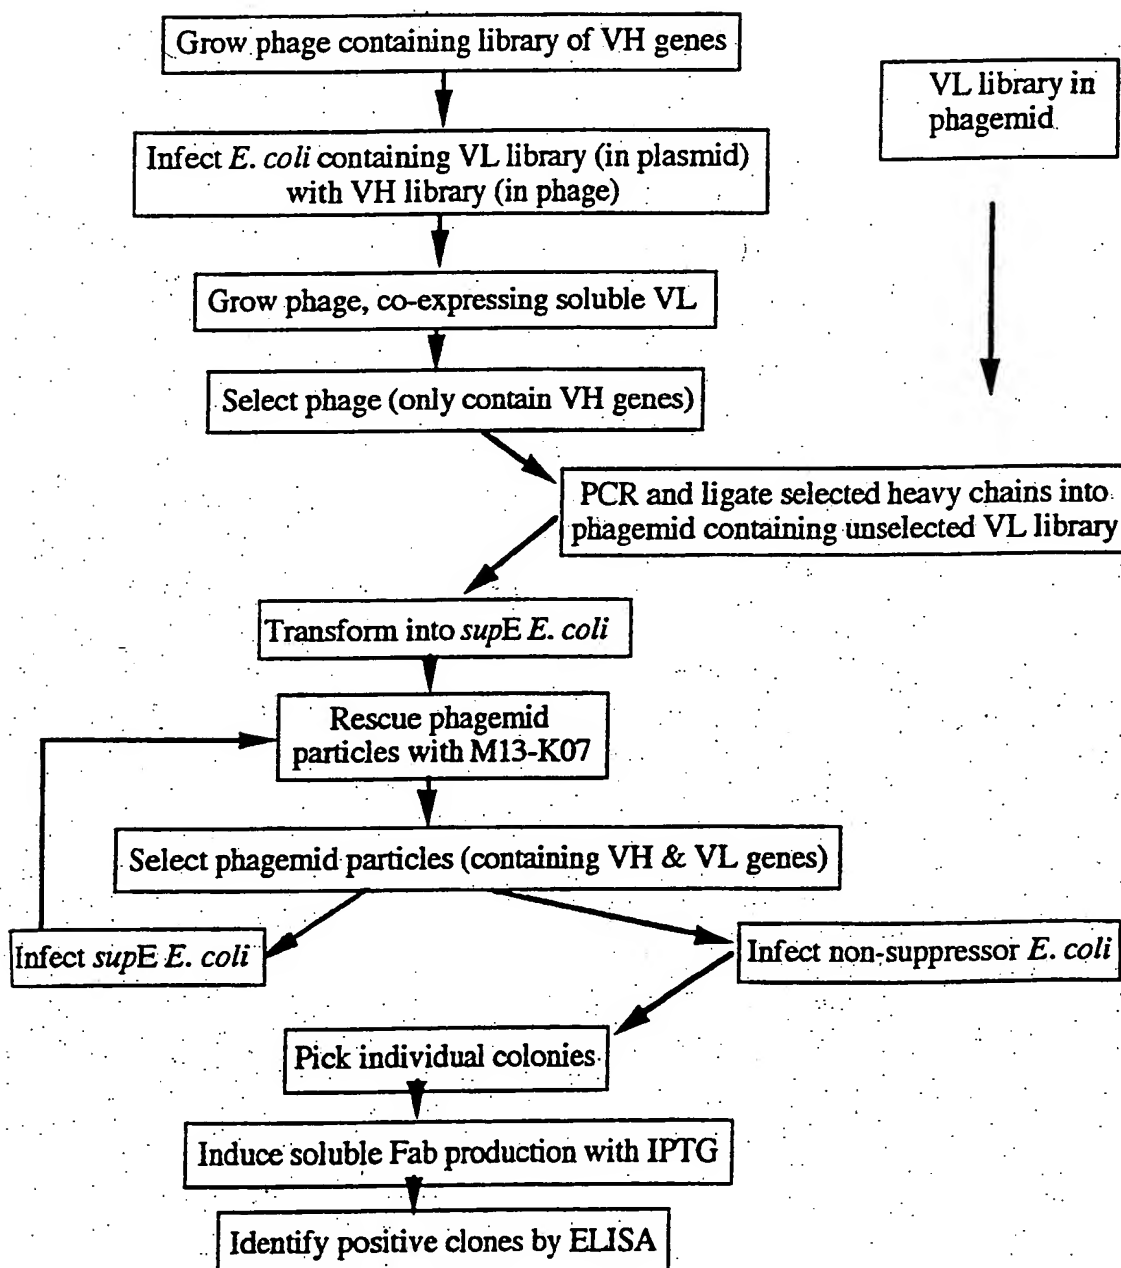 Grow phage containing library of VH genes
VL library in
phagemid
Infect E. coli containing VL library (in plasmid)
with VH library (in phage)
Grow phage, co-expressing soluble VL
Select phage (only contain VH genes)
PCR and ligate selected heavy chains into
phagemid containing unselected VL library
Transform into supE E. coli
Rescue phagemid
particles with M13-K07
Select phagemid particles (containing VH & VL genes)
Infect supE E. coli
Infect non-suppressor E. coli
Pick individual colonies
Induce soluble Fab production with IPTG
Identify positive clones by ELISA